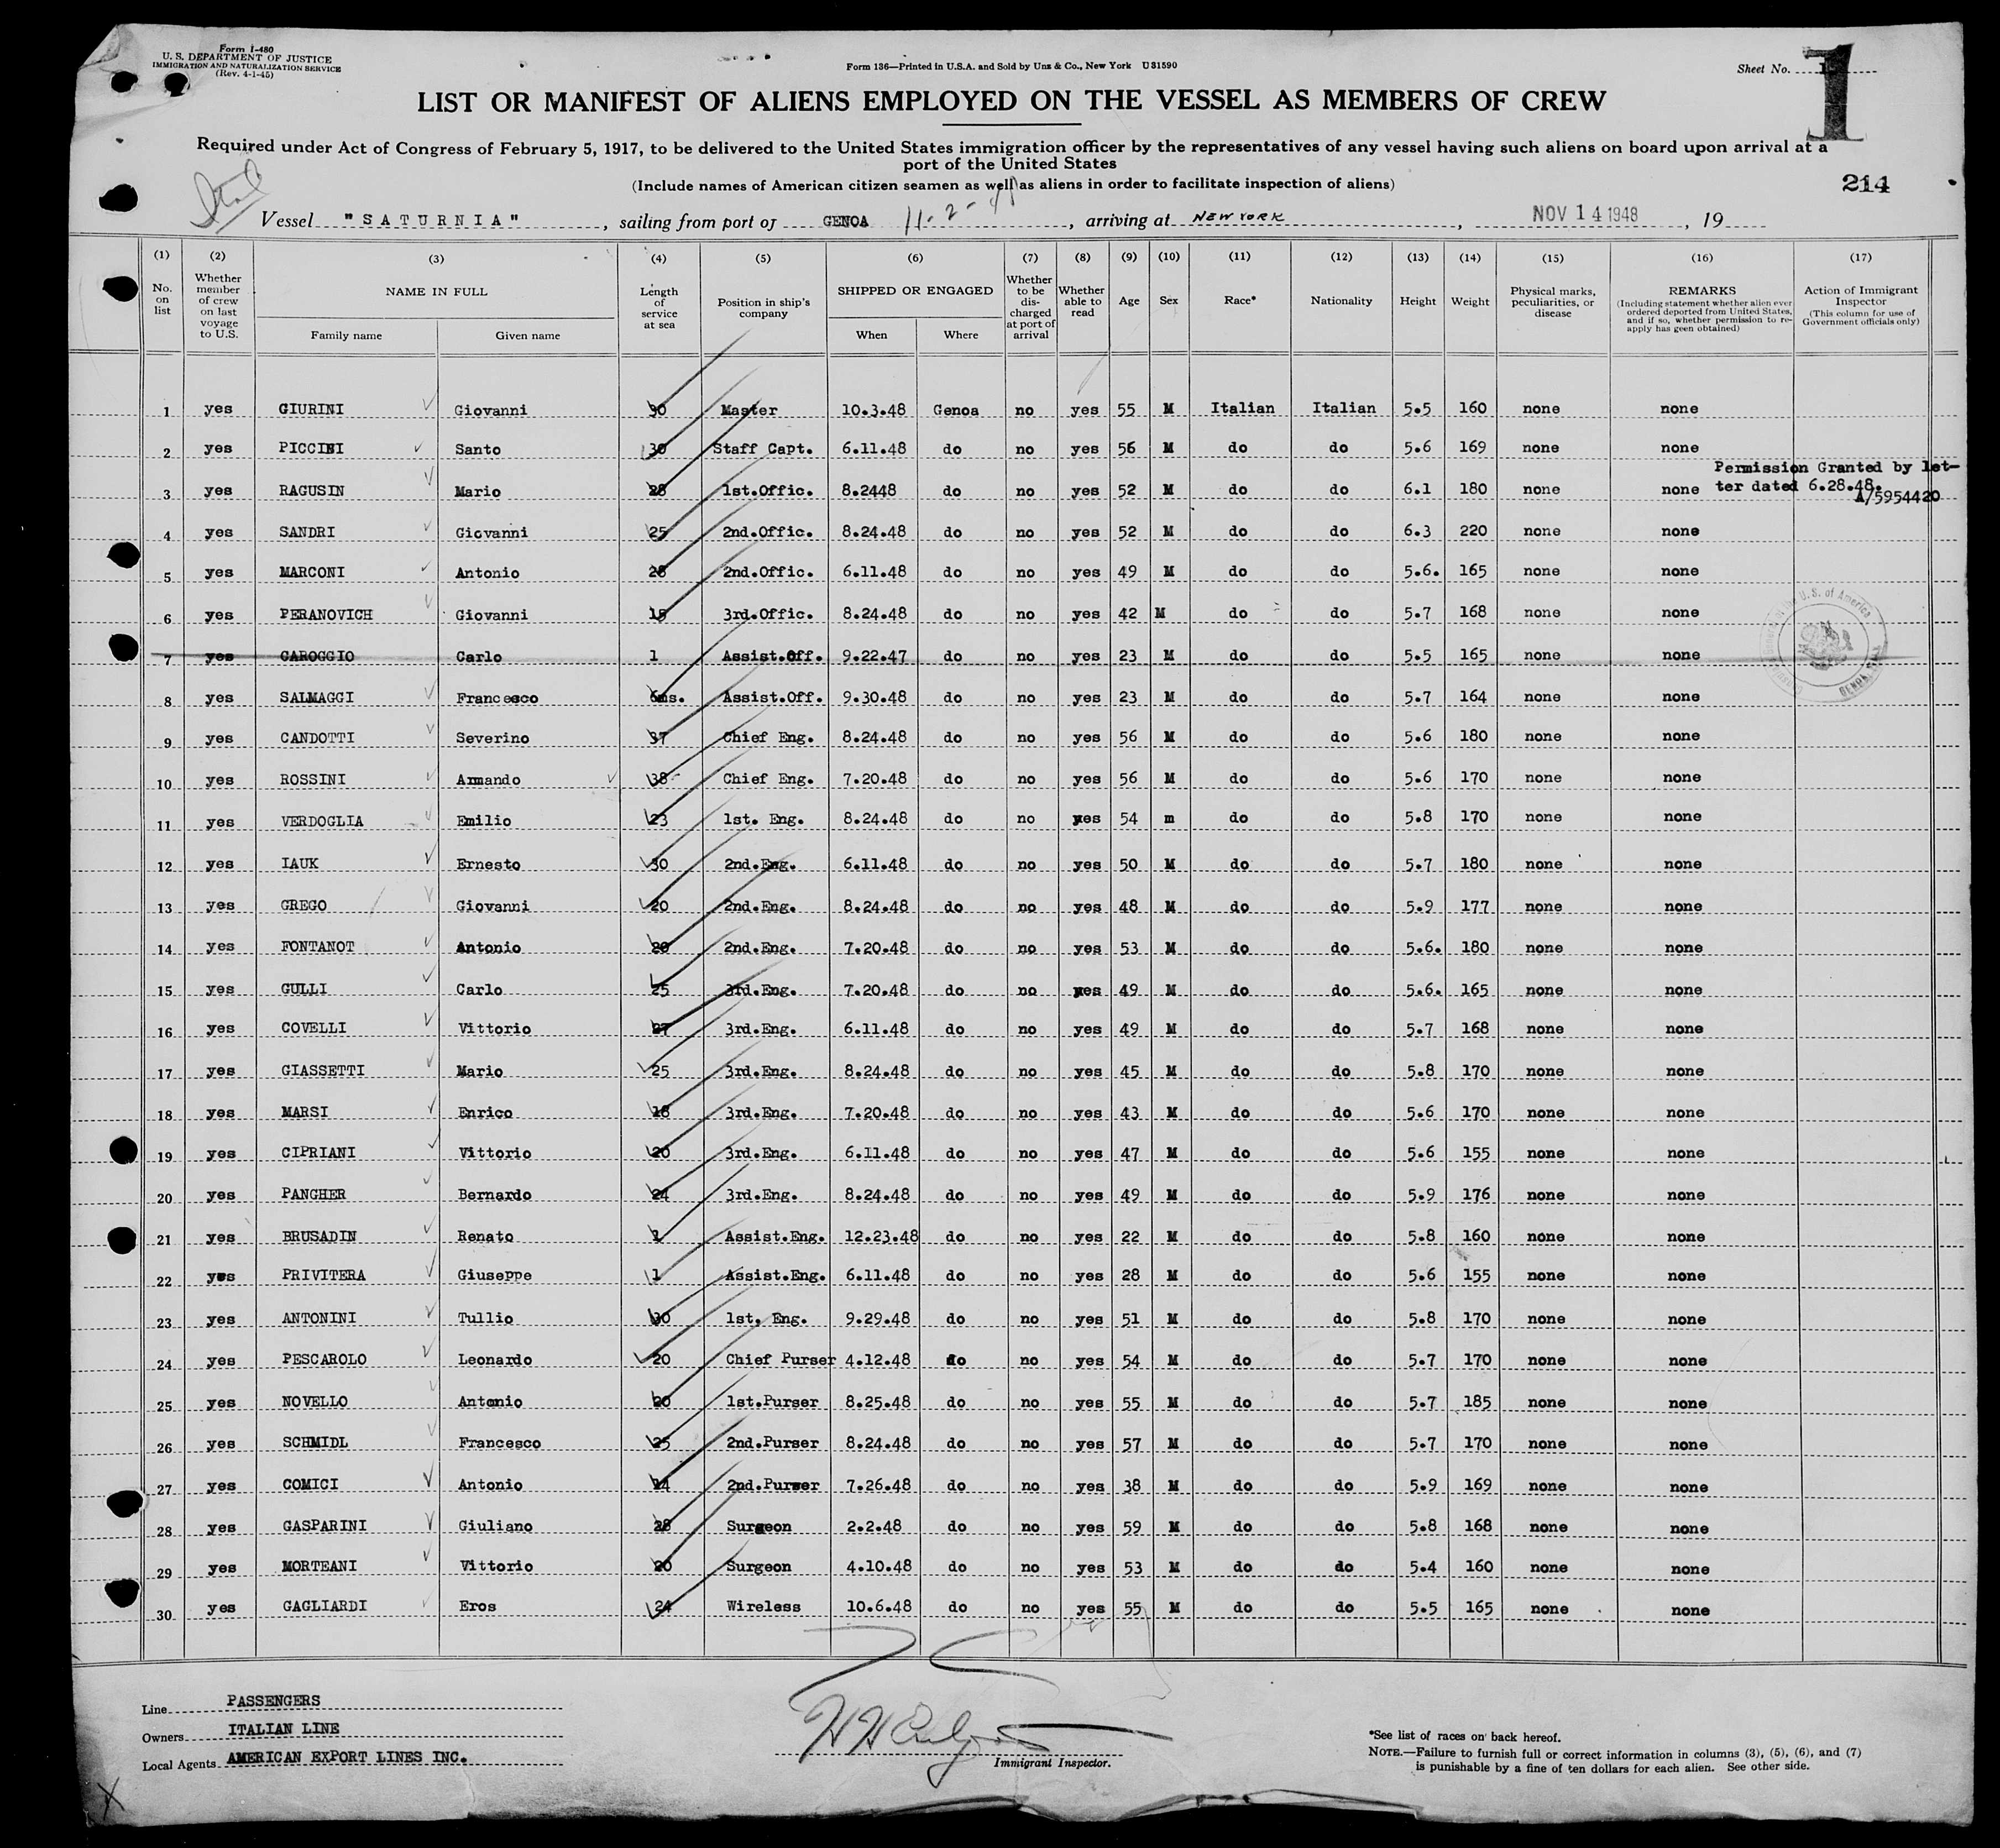 Form I-480
U. S. DEPARTMENT OF JUSTICE
IMMIGRATION AND NATURALIZATION SERVICE
(Rev. 4-1-45)
Form 136—Printed in U.S.A. and Sold by Unz & Co., New York U 31590
Sheet No. 1
1
LIST OR MANIFEST OF ALIENS EMPLOYED ON THE VESSEL AS MEMBERS OF CREW
Required under Act of Congress of February 5, 1917, to be delivered to the United States immigration officer by the representatives of any vessel having such aliens on board upon arrival at a
port of the United States
(Include names of American citizen seamen as well as aliens in order to facilitate inspection of aliens)
214
Vessel "SATURNIA", sailing from port of GENOA 11-2-48, arriving at NEW YORK, NOV 14 1948, 19
(1) (2) (3) (4) (5) (6) (7) (8) (9) (10) (11) (12) (13) (14) (15) (16) (17)
No. on list
Whether member of crew on last voyage to U.S.
NAME IN FULL
Family name
Given name
Length of service at sea
Position in ship's company
SHIPPED OR ENGAGED
When
Where
Whether to be discharged at port of arrival
Whether able to read
Age
Sex
Race*
Nationality
Height
Weight
Physical marks, peculiarities, or disease
REMARKS
(Including statement whether alien ever ordered deported from United States, and if so, whether permission to re-apply has geen obtained)
Action of Immigrant Inspector
(This column for use of Government officials only)
1 yes GIURINI Giovanni 30 Master 10.3.48 Genoa no yes 55 M Italian Italian 5.5 160 none none
2 yes PICCINI Santo 30 Staff Capt. 6.11.48 do no yes 56 M do do 5.6 169 none none
3 yes RAGUSIN Mario 28 1st.Offic. 8.2448 do no yes 52 M do do 6.1 180 none none Permission Granted by let-
ter dated 6.28.48.
A/5954420
4 yes SANDRI Giovanni 25 2nd.Offic. 8.24.48 do no yes 52 M do do 6.3 220 none none
5 yes MARCONI Antonio 28 2nd.Offic. 6.11.48 do no yes 49 M do do 5.6. 165 none none
6 yes PERANOVICH Giovanni 18 3rd.Offic. 8.24.48 do no yes 42 M do do 5.7 168 none none
7 yes CAROGGIO Carlo 1 Assist.Off. 9.22.47 do no yes 23 M do do 5.5 165 none none
8 yes SALMAGGI Francesco 6ms. Assist.Off. 9.30.48 do no yes 23 M do do 5.7 164 none none
9 yes CANDOTTI Severino 37 Chief Eng. 8.24.48 do no yes 56 M do do 5.6 180 none none
10 yes ROSSINI Armando 38 Chief Eng. 7.20.48 do no yes 56 M do do 5.6 170 none none
11 yes VERDOGLIA Emilio 23 1st. Eng. 8.24.48 do no yes 54 m do do 5.8 170 none none
12 yes IAUK Ernesto 30 2nd.Eng. 6.11.48 do no yes 50 M do do 5.7 180 none none
13 yes GREGO Giovanni 20 2nd.Eng. 8.24.48 do no yes 48 M do do 5.9 177 none none
14 yes FONTANOT Antonio 20 2nd.Eng. 7.20.48 do no yes 53 M do do 5.6. 180 none none
15 yes GULLI Carlo 25 3rd.Eng. 7.20.48 do no yes 49 M do do 5.6. 165 none none
16 yes COVELLI Vittorio 27 3rd.Eng. 6.11.48 do no yes 49 M do do 5.7 168 none none
17 yes GIASSETTI Mario 25 3rd.Eng. 8.24.48 do no yes 45 M do do 5.8 170 none none
18 yes MARSI Enrico 18 3rd.Eng. 7.20.48 do no yes 43 M do do 5.6 170 none none
19 yes CIPRIANI Vittorio 20 3rd.Eng. 6.11.48 do no yes 47 M do do 5.6 155 none none
20 yes PANGHER Bernardo 24 3rd.Eng. 8.24.48 do no yes 49 M do do 5.9 176 none none
21 yes BRUSADIN Renato 1 Assist.Eng. 12.23.48 do no yes 22 M do do 5.8 160 none none
22 yes PRIVITERA Giuseppe 1 Assist.Eng. 6.11.48 do no yes 28 M do do 5.6 155 none none
23 yes ANTONINI Tullio 30 1st. Eng. 9.29.48 do no yes 51 M do do 5.8 170 none none
24 yes PESCAROLO Leonardo 20 Chief Purser 4.12.48 do no yes 54 M do do 5.7 170 none none
25 yes NOVELLO Antonio 20 1st.Purser 8.25.48 do no yes 55 M do do 5.7 185 none none
26 yes SCHMIDL Francesco 25 2nd.Purser 8.24.48 do no yes 57 M do do 5.7 170 none none
27 yes COMICI Antonio 14 2nd.Purser 7.26.48 do no yes 38 M do do 5.9 169 none none
28 yes GASPARINI Giuliano 28 Surgeon 2.2.48 do no yes 59 M do do 5.8 168 none none
29 yes MORTEANI Vittorio 20 Surgeon 4.10.48 do no yes 53 M do do 5.4 160 none none
30 yes GAGLIARDI Eros 24 Wireless 10.6.48 do no yes 55 M do do 5.5 165 none none
Line PASSENGERS
Owners ITALIAN LINE
Local Agents AMERICAN EXPORT LINES INC.
Immigrant Inspector.
*See list of races on back hereof.
NOTE.—Failure to furnish full or correct information in columns (3), (5), (6), and (7)
is punishable by a fine of ten dollars for each alien. See other side.